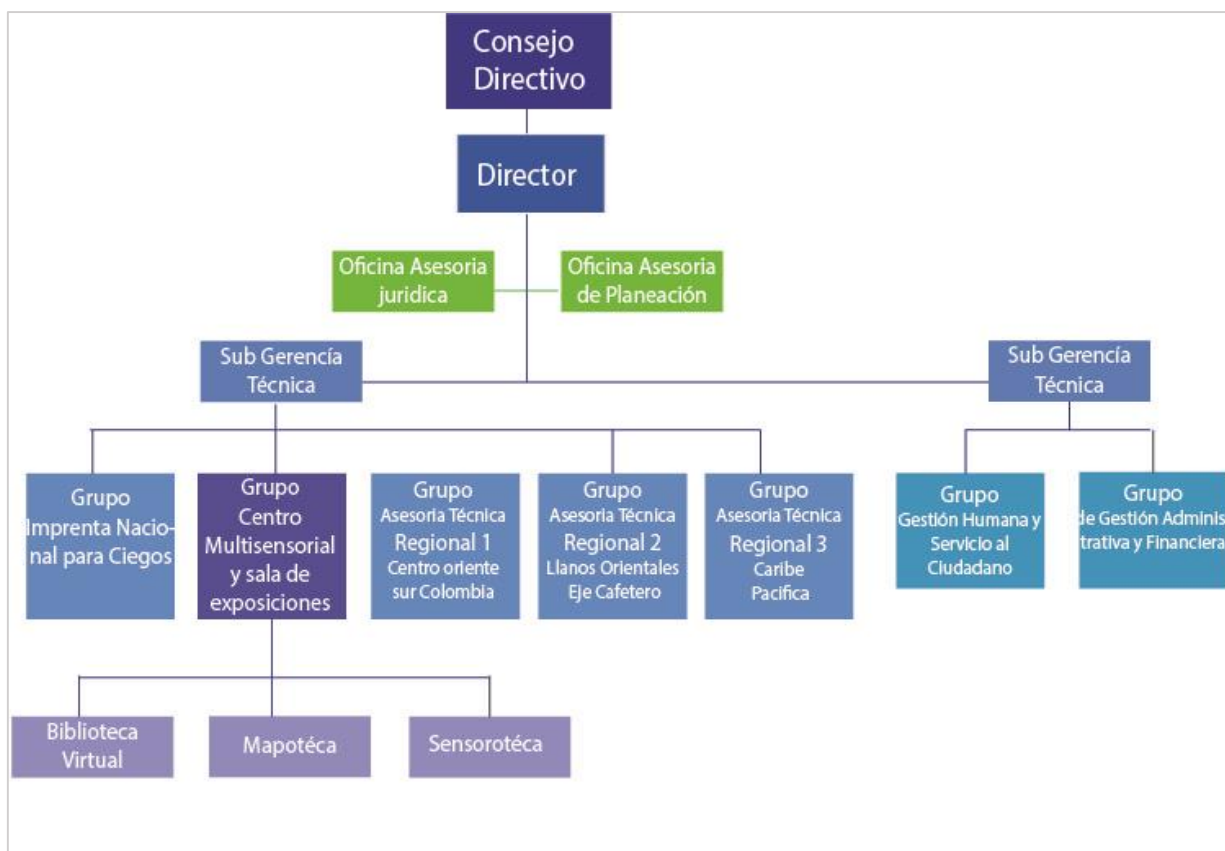 Consejo
Directivo
Director
Oficina Asesoria
juridica
Oficina Asesoria
de Planeación
Sub Gerencía
Técnica
Sub Gerencía
Técnica
Grupo
Imprenta Nacio-
nal para Ciegos
Grupo
Centro
Multisensorial
y sala de
exposiciones
Grupo
Asesoria Técnica
Regional 1
Centro oriente
sur Colombia
Grupo
Asesoria Técnica
Regional 2
Llanos Orientales
Eje Cafetero
Grupo
Asesoria Técnica
Regional 3
Caribe
Pacifica
Grupo
Gestión Humana y
Servicio al
Ciudadano
Grupo
de Gestión Adminis
trativa y Financiera
Biblioteca
Virtual
Mapotéca
Sensorotéca